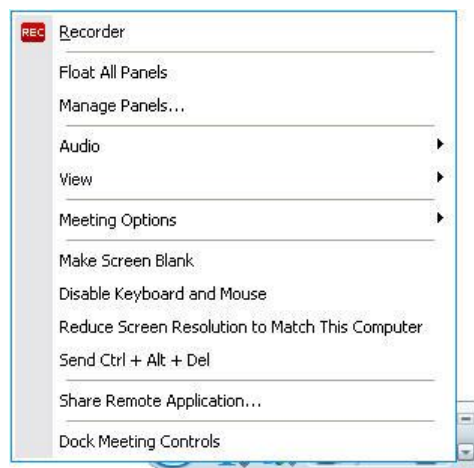 REC Recorder
Float All Panels
Manage Panels...
Audio
View
Meeting Options
Make Screen Blank
Disable Keyboard and Mouse
Reduce Screen Resolution to Match This Computer
Send Ctrl + Alt + Del
Share Remote Application...
Dock Meeting Controls